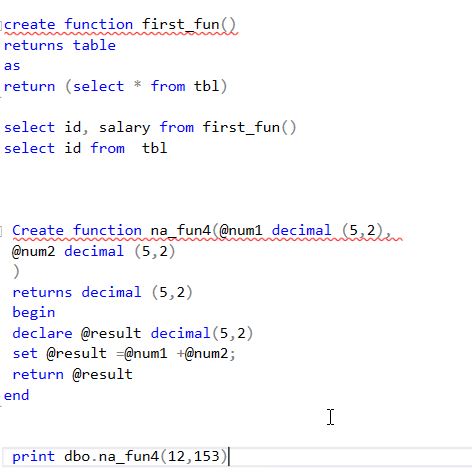 create function first_fun()
returns table
as
return (select * from tbl)
select id, salary from first_fun()
select id from  tbl
Create function na_fun4(@num1 decimal (5,2),
@num2 decimal (5,2)
)
returns decimal (5,2)
begin
declare @result decimal(5,2)
set @result =@num1 +@num2;
return @result
end
print dbo.na_fun4(12,153)